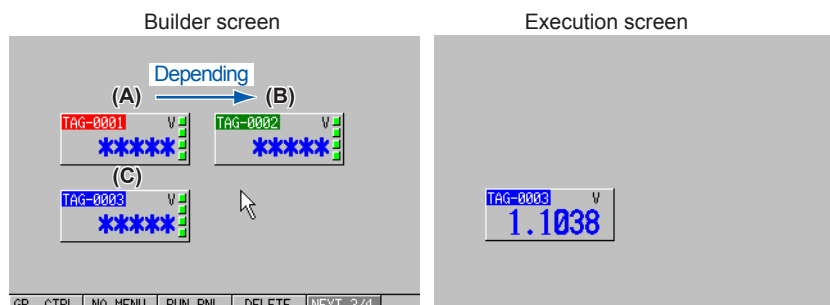 Builder screen
Execution screen
Depending
(A)
(B)
TAG-0001 V
*****
TAG-0002 V
*****
(C)
TAG-0003 V
*****
TAG-0003 V
1.1038
GR. CTRL NO MENU RUN PNL DELETE NEXT 3/4